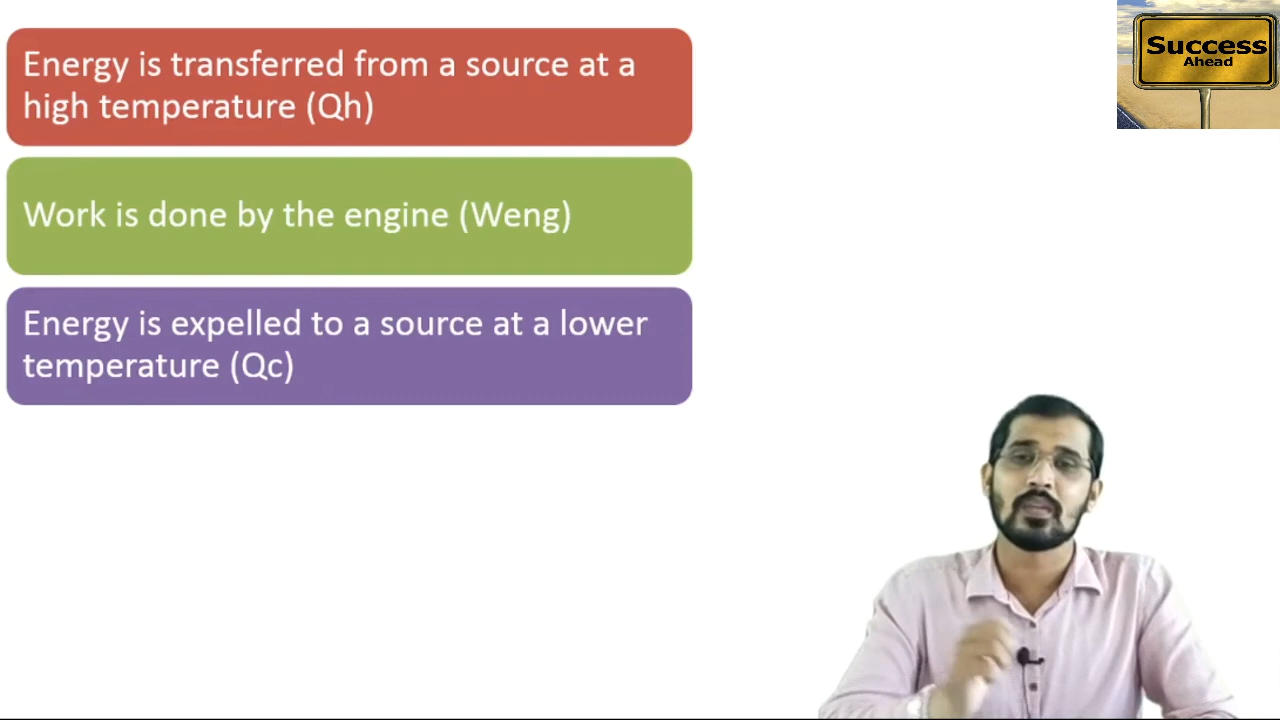 Energy is transferred from a source at a
high temperature (Qh)
Work is done by the engine (Weng)
Energy is expelled to a source at a lower
temperature (Qc)
Success
Ahead